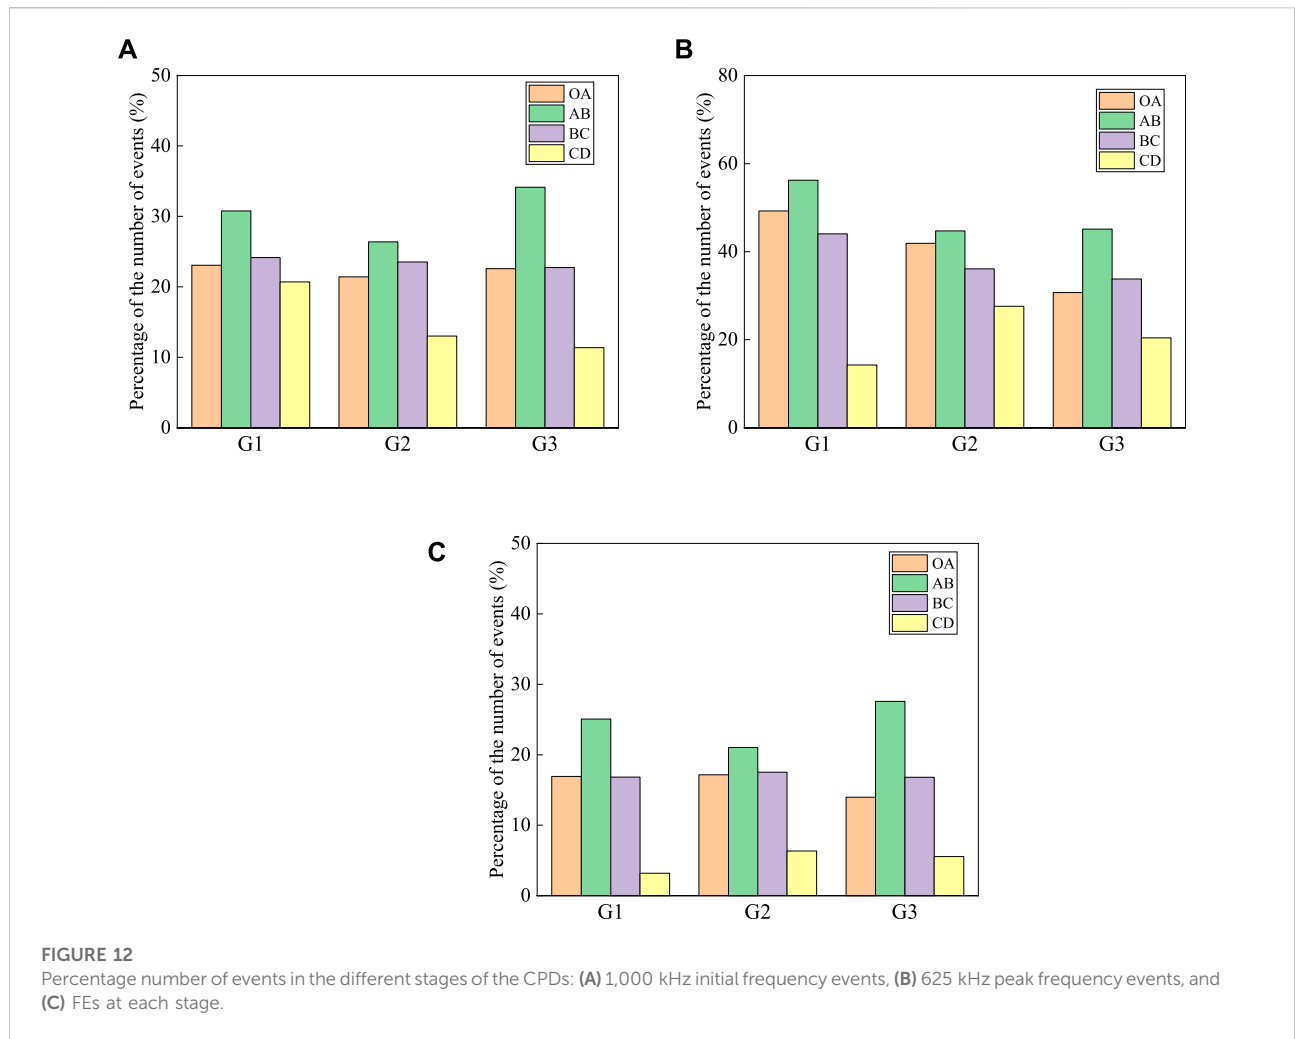 A
Percentage of the number of events (%)
50
40
30
20
10
0
OA
AB
BC
CD
G1 G2 G3
B
Percentage of the number of events (%)
80
60
40
20
0
OA
AB
BC
CD
G1 G2 G3
C
Percentage of the number of events (%)
50
40
30
20
10
0
OA
AB
BC
CD
G1 G2 G3
FIGURE 12
Percentage number of events in the different stages of the CPDs: (A) 1,000 kHz initial frequency events, (B) 625 kHz peak frequency events, and
(C) FEs at each stage.